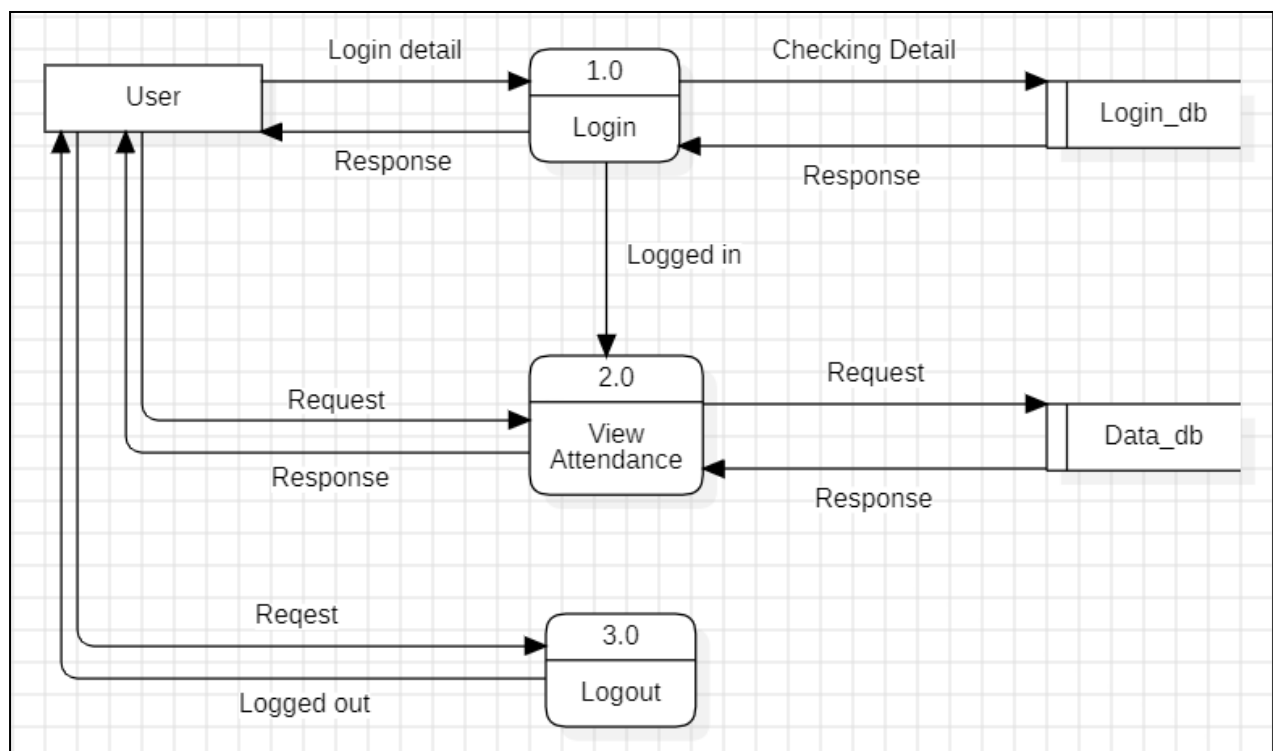 Login detail
Checking Detail
1.0
User
Login_db
Login
Response
Response
Logged in
2.0
Request
Request
View
Attendance
Data_db
Response
Response
Reqest
3.0
Logout
Logged out